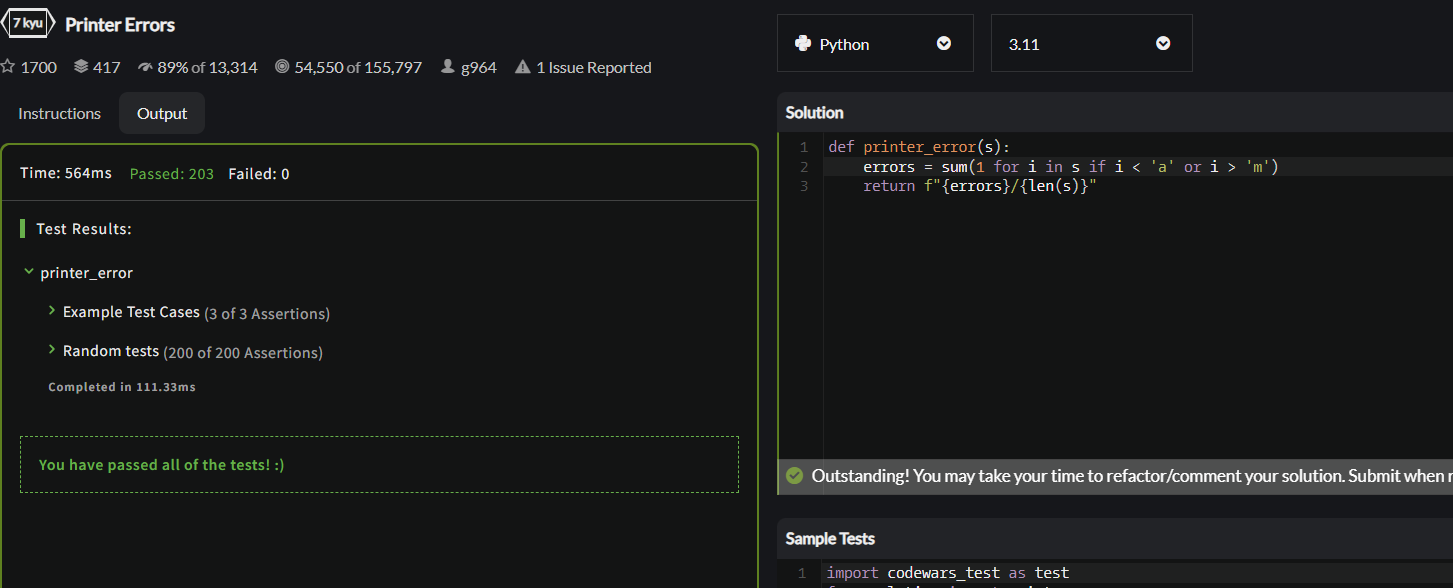 7 kyu Printer Errors
1700 417 89% of 13,314 54,550 of 155,797 g964 1 Issue Reported
Instructions Output
Time: 564ms Passed: 203 Failed: 0
Test Results:
printer_error
Example Test Cases (3 of 3 Assertions)
Random tests (200 of 200 Assertions)
Completed in 111.33ms
You have passed all of the tests! :)
Python 3.11
Solution
1 def printer_error(s):
2 errors = sum(1 for i in s if i < 'a' or i > 'm')
3 return f"{errors}/{len(s)}"
Outstanding! You may take your time to refactor/comment your solution. Submit when
Sample Tests
1 import codewars_test as test